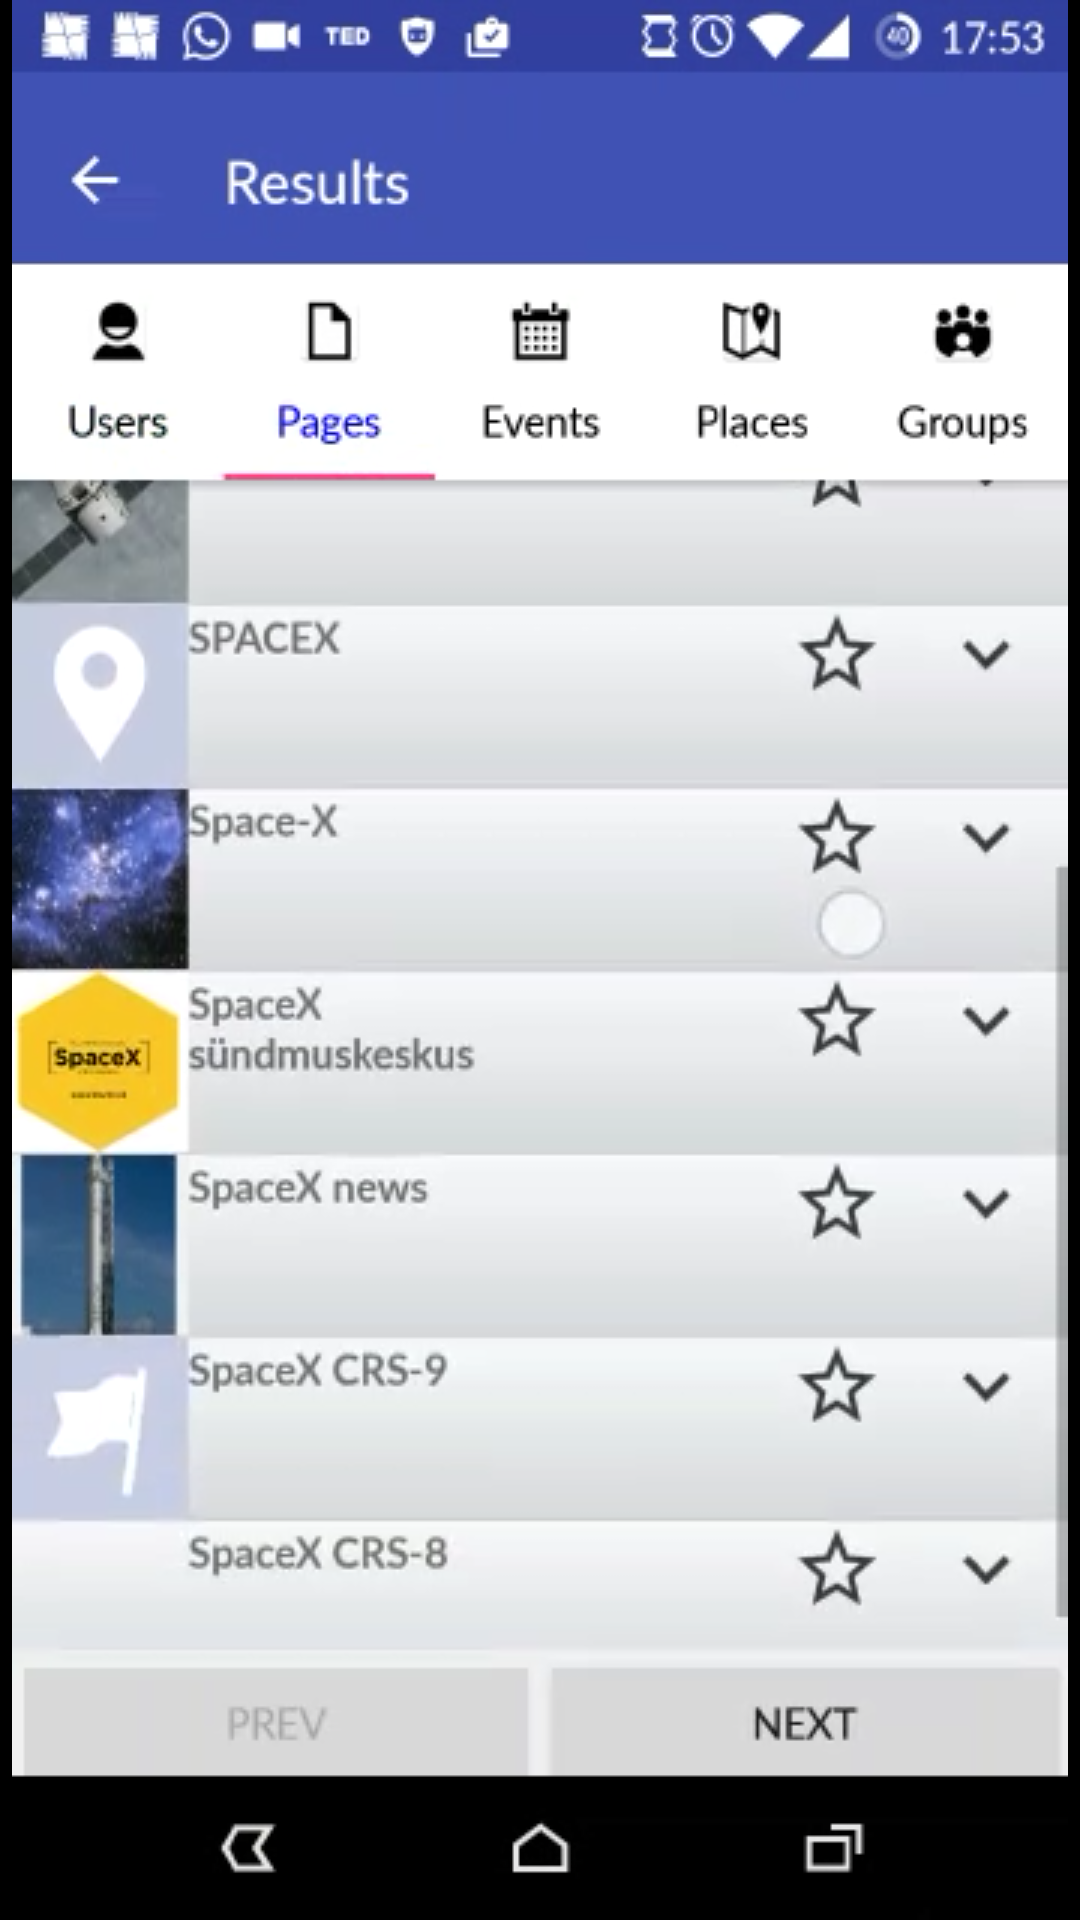 TED
40
17:53
Results
Users
Pages
Events
Places
Groups
SPACEX
Space-X
SpaceX
sündmuskeskus
SpaceX
SpaceX news
SpaceX CRS-9
SpaceX CRS-8
PREV
NEXT